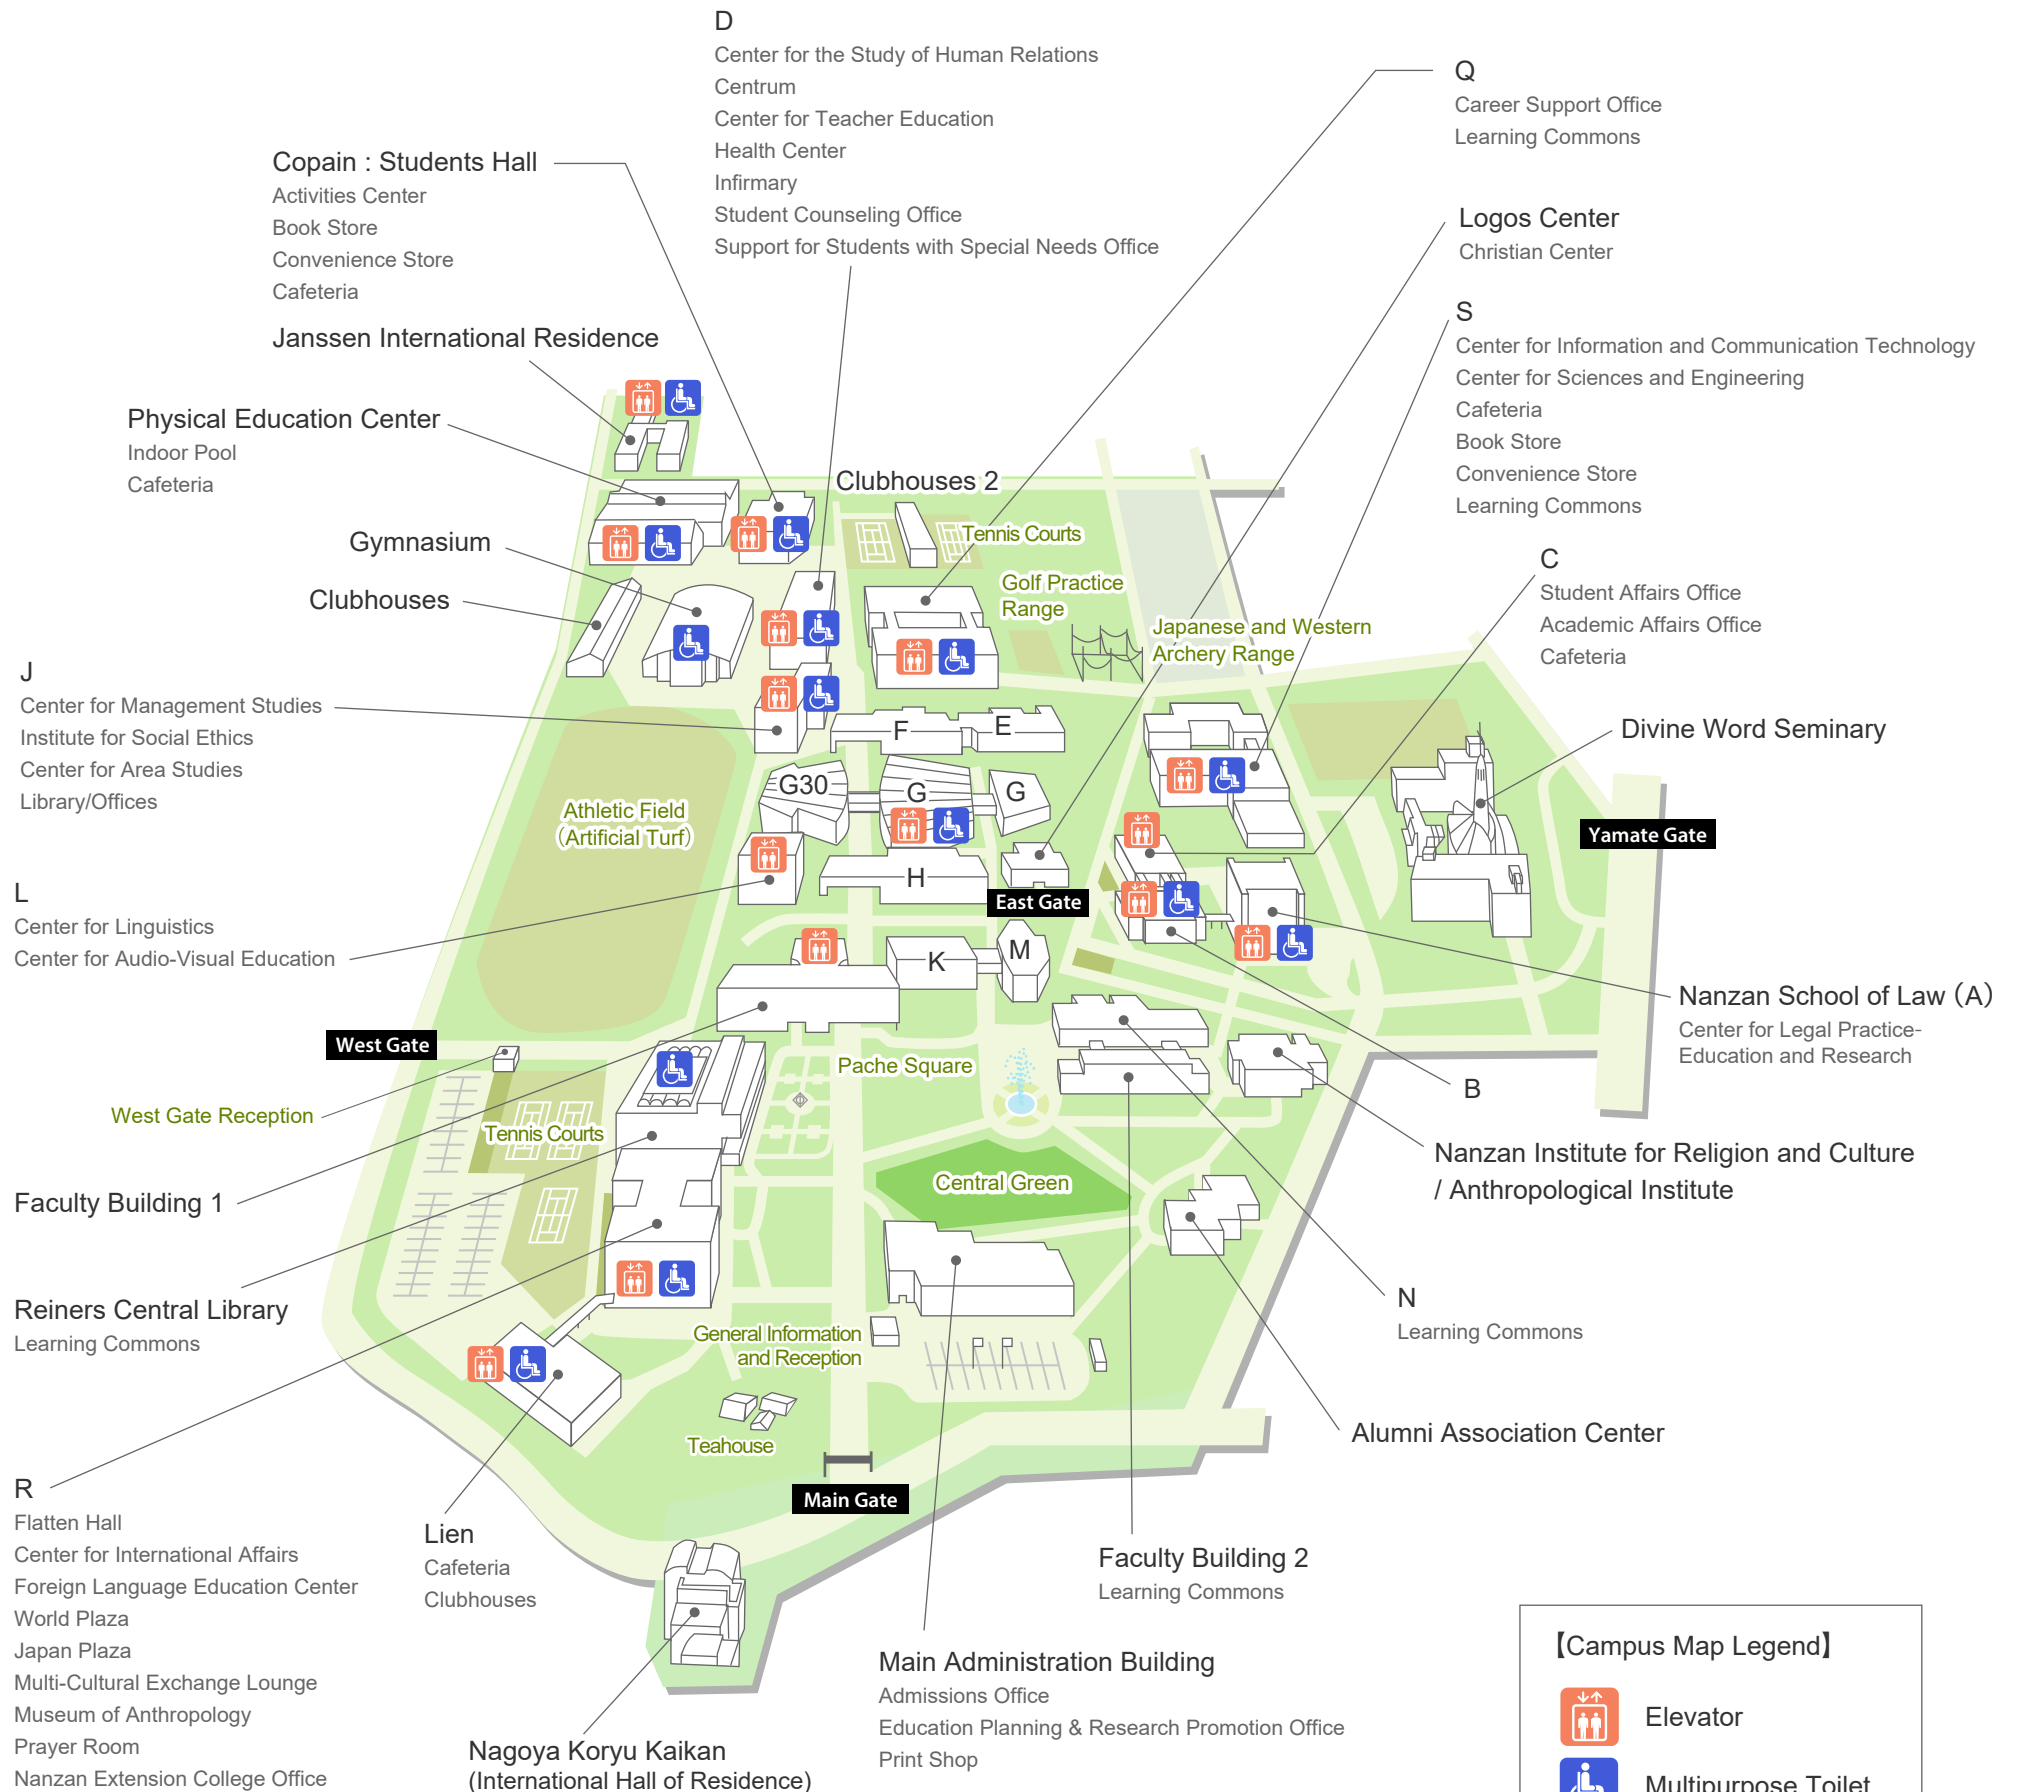 D
Center for the Study of Human Relations
Centrum
Center for Teacher Education
Health Center
Infirmary
Student Counseling Office
Support for Students with Special Needs Office
Q
Career Support Office
Learning Commons
Copain : Students Hall
Activities Center
Book Store
Convenience Store
Cafeteria
Logos Center
Christian Center
Janssen International Residence
S
Center for Information and Communication Technology
Center for Sciences and Engineering
Cafeteria
Book Store
Convenience Store
Learning Commons
Physical Education Center
Indoor Pool
Cafeteria
Clubhouses 2
Tennis Courts
Gymnasium
C
Student Affairs Office
Academic Affairs Office
Cafeteria
Golf Practice
Range
Clubhouses
Japanese and Western
Archery Range
J
Center for Management Studies
Institute for Social Ethics
Center for Area Studies
Library/Offices
F
E
Divine Word Seminary
G30
G
G
Athletic Field
(Artificial Turf)
Yamate Gate
H
L
Center for Linguistics
Center for Audio-Visual Education
East Gate
K
M
Nanzan School of Law (A)
Center for Legal Practice-
Education and Research
West Gate
Pache Square
B
West Gate Reception
Tennis Courts
Nanzan Institute for Religion and Culture
/ Anthropological Institute
Faculty Building 1
Central Green
Reiners Central Library
Learning Commons
N
Learning Commons
General Information
and Reception
Teahouse
Alumni Association Center
R
Flatten Hall
Center for International Affairs
Foreign Language Education Center
World Plaza
Japan Plaza
Multi-Cultural Exchange Lounge
Museum of Anthropology
Prayer Room
Nanzan Extension College Office
Main Gate
Lien
Cafeteria
Clubhouses
Faculty Building 2
Learning Commons
Main Administration Building
Admissions Office
Education Planning & Research Promotion Office
Print Shop
Nagoya Koryu Kaikan
(International Hall of Residence)
【Campus Map Legend】
Elevator
Multipurpose Toilet